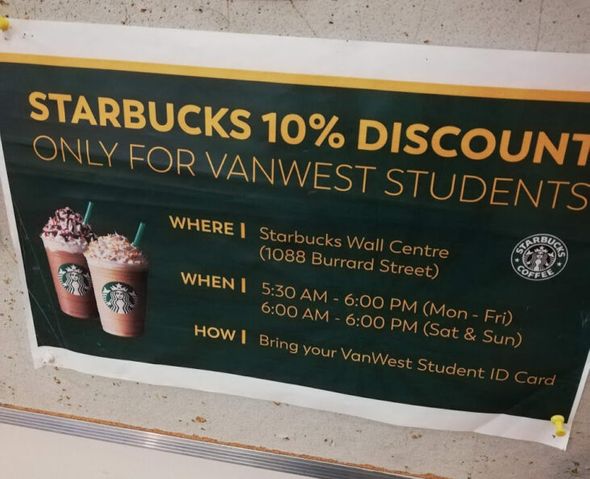 STARBUCKS 10% DISCOUNT
ONLY FOR VANWEST STUDENTS
WHERE | Starbucks Wall Centre
(1088 Burrard Street)
WHEN | 5:30 AM - 6:00 PM (Mon - Fri)
6:00 AM - 6:00 PM (Sat & Sun)
HOW | Bring your VanWest Student ID Card
STARBUCKS
COFFEE